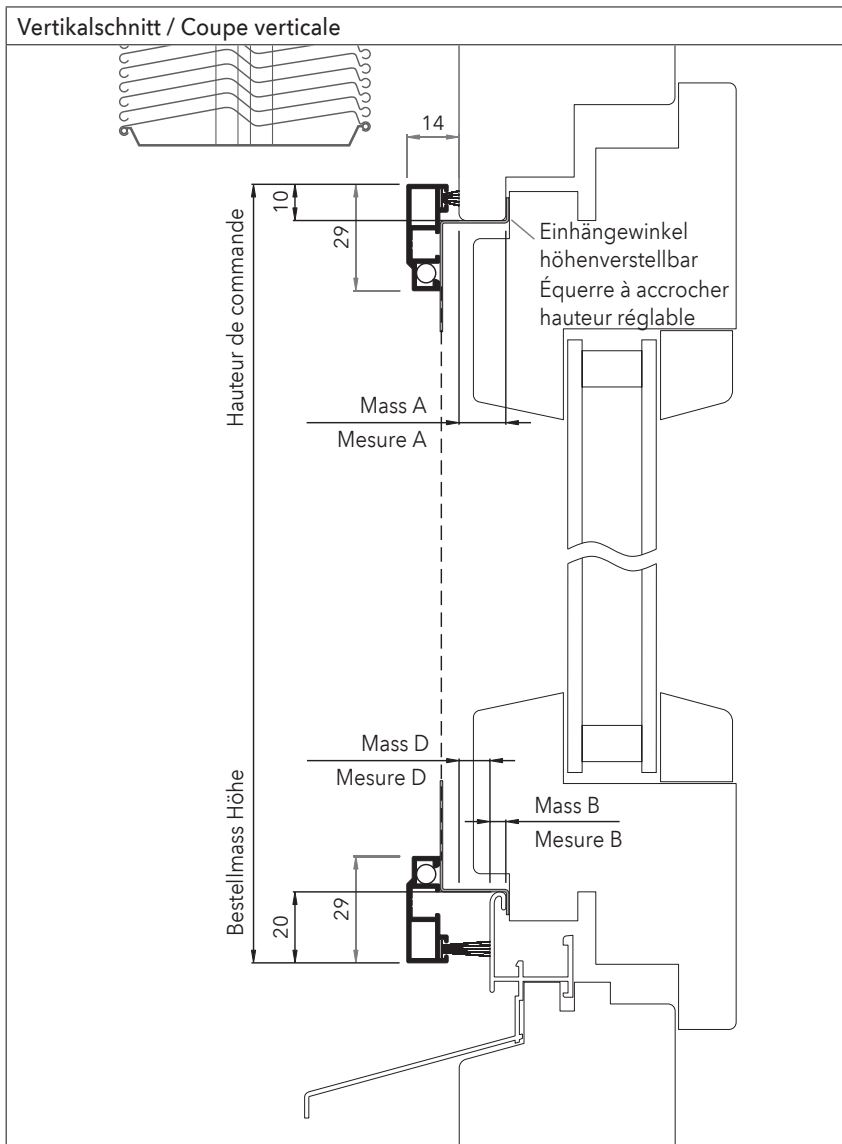 Vertikalschnitt / Coupe verticale
14
10
29
Hauteur de commande
Einhängewinkel
höhenverstellbar
Équerre à accrocher
hauteur réglable
Mass A
Mesure A
Mass D
Mesure D
Mass B
Mesure B
Bestellmass Höhe
29
20